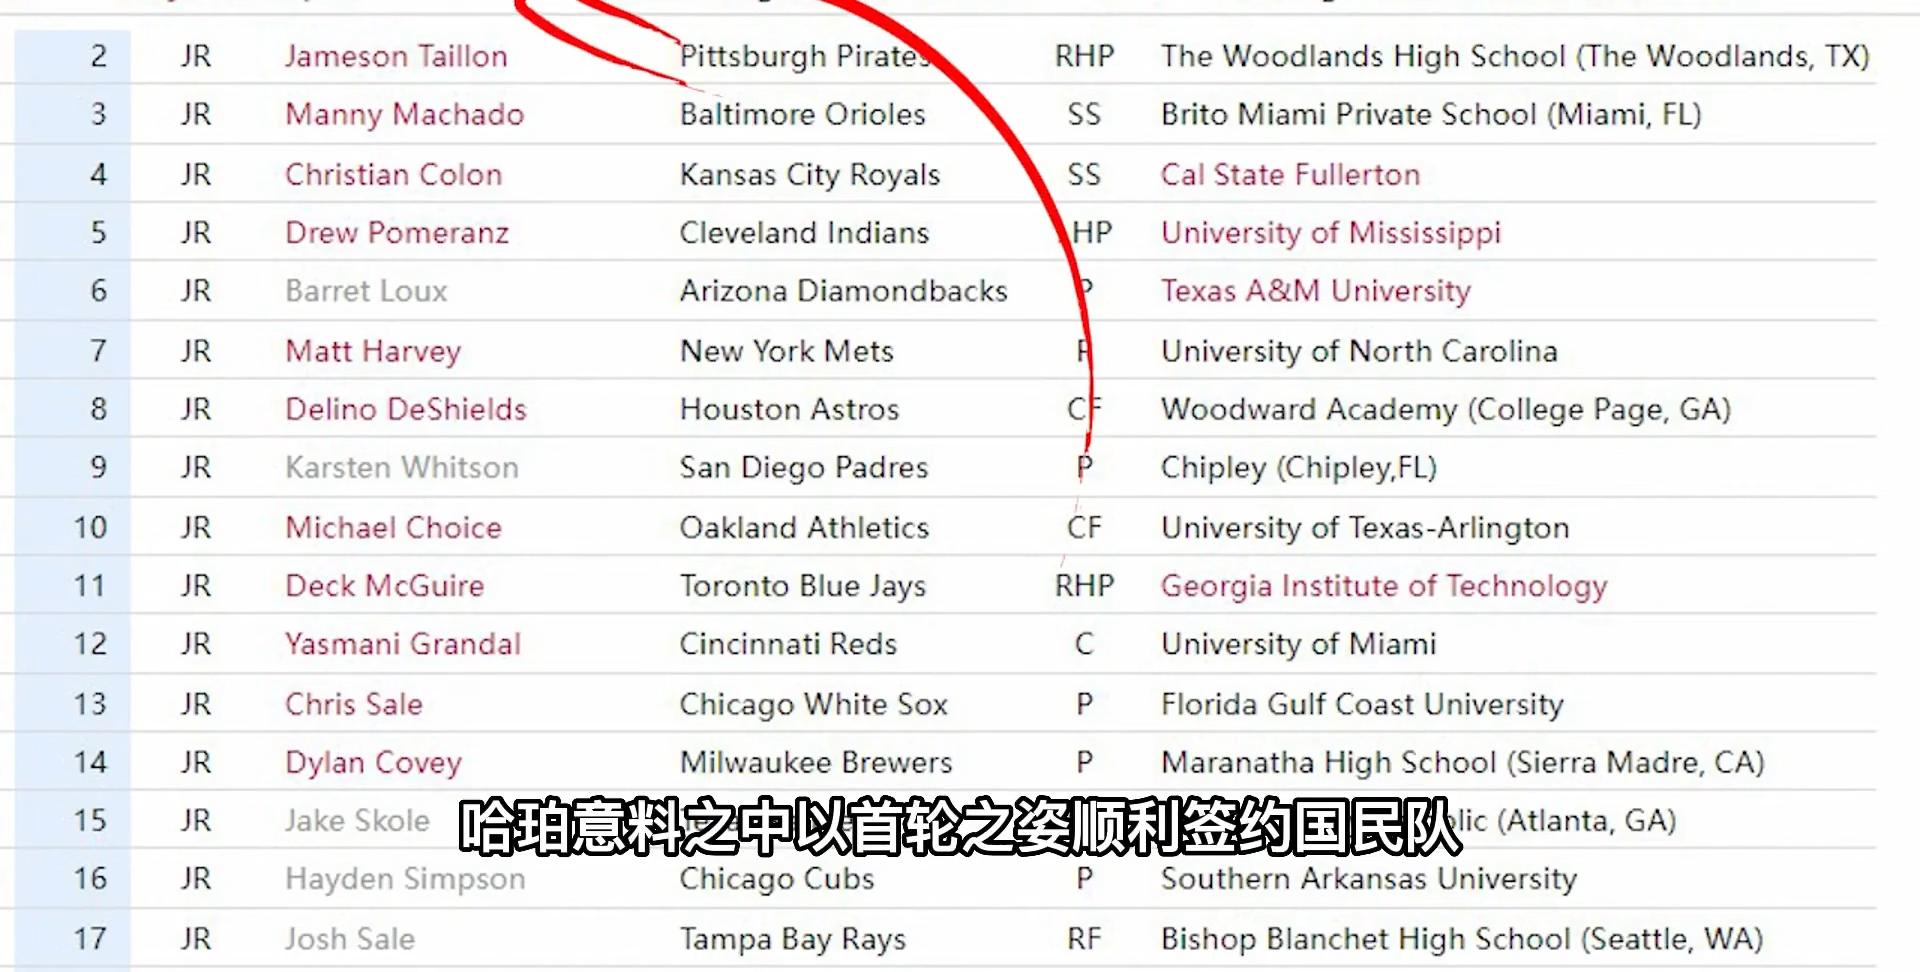 2 JR Jameson Taillon Pittsburgh Pirates RHP The Woodlands High School (The Woodlands, TX)
3 JR Manny Machado Baltimore Orioles SS Brito Miami Private School (Miami, FL)
4 JR Christian Colon Kansas City Royals SS Cal State Fullerton
5 JR Drew Pomeranz Cleveland Indians HP University of Mississippi
6 JR Barret Loux Arizona Diamondbacks P Texas A&M University
7 JR Matt Harvey New York Mets P University of North Carolina
8 JR Delino DeShields Houston Astros CF Woodward Academy (College Page, GA)
9 JR Karsten Whitson San Diego Padres P Chipley (Chipley,FL)
10 JR Michael Choice Oakland Athletics CF University of Texas-Arlington
11 JR Deck McGuire Toronto Blue Jays RHP Georgia Institute of Technology
12 JR Yasmani Grandal Cincinnati Reds C University of Miami
13 JR Chris Sale Chicago White Sox P Florida Gulf Coast University
14 JR Dylan Covey Milwaukee Brewers P Maranatha High School (Sierra Madre, CA)
15 JR Jake Skole (Atlanta, GA)
哈珀意料之中以首轮之姿顺利签约国民队
16 JR Hayden Simpson Chicago Cubs P Southern Arkansas University
17 JR Josh Sale Tampa Bay Rays RF Bishop Blanchet High School (Seattle, WA)